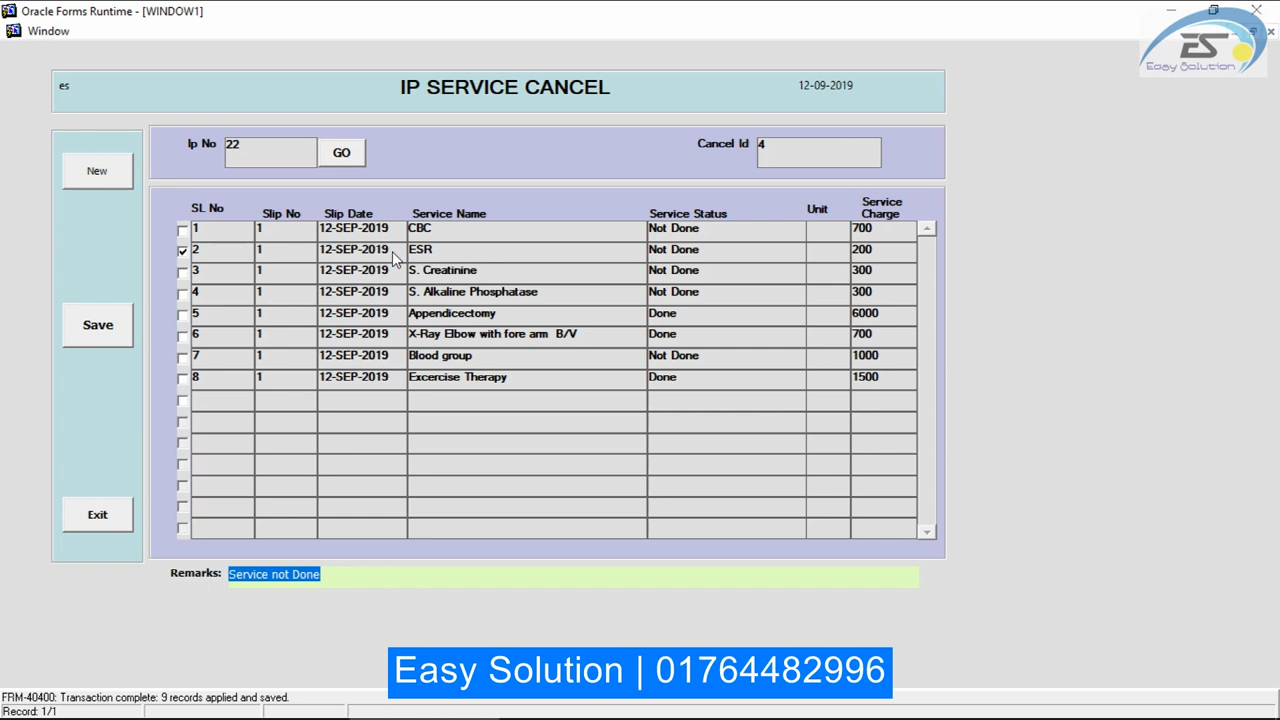 Oracle Forms Runtime - [WINDOW1]
Window
ES
Easy Solution
es
IP SERVICE CANCEL
12-09-2019
New
Save
Exit
Ip No 22 GO
Cancel Id 4
SL No Slip No Slip Date Service Name Service Status Unit Service Charge
1 1 12-SEP-2019 CBC Not Done 700
2 1 12-SEP-2019 ESR Not Done 200
3 1 12-SEP-2019 S. Creatinine Not Done 300
4 1 12-SEP-2019 S. Alkaline Phosphatase Not Done 300
5 1 12-SEP-2019 Appendicectomy Done 6000
6 1 12-SEP-2019 X-Ray Elbow with fore arm B/V Done 700
7 1 12-SEP-2019 Blood group Not Done 1000
8 1 12-SEP-2019 Excercise Therapy Done 1500
Remarks: Service not Done
Easy Solution | 01764482996
FRM-40400: Transaction complete: 9 records applied and saved.
Record: 1/1